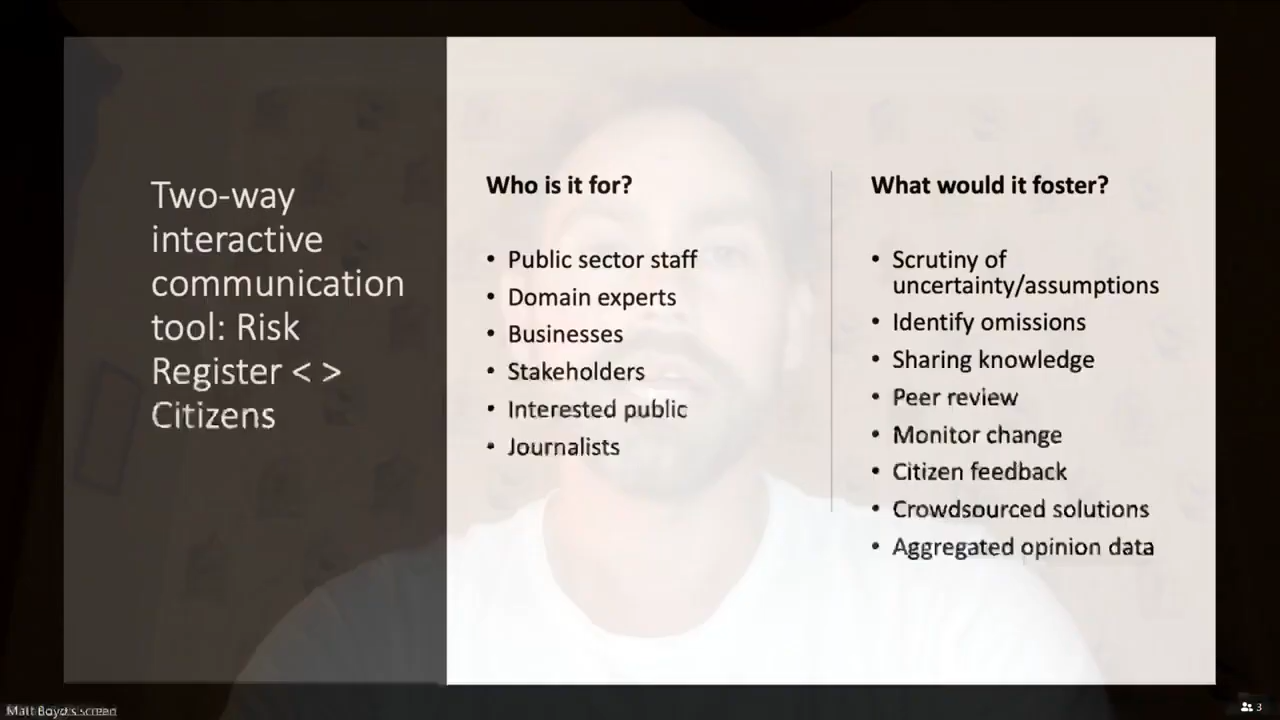 Two-way
interactive
communication
tool: Risk
Register < >
Citizens
Who is it for?
• Public sector staff
• Domain experts
• Businesses
• Stakeholders
• Interested public
• Journalists
What would it foster?
• Scrutiny of
uncertainty/assumptions
• Identify omissions
• Sharing knowledge
• Peer review
• Monitor change
• Citizen feedback
• Crowdsourced solutions
• Aggregated opinion data
Matt Boyd's screen
3